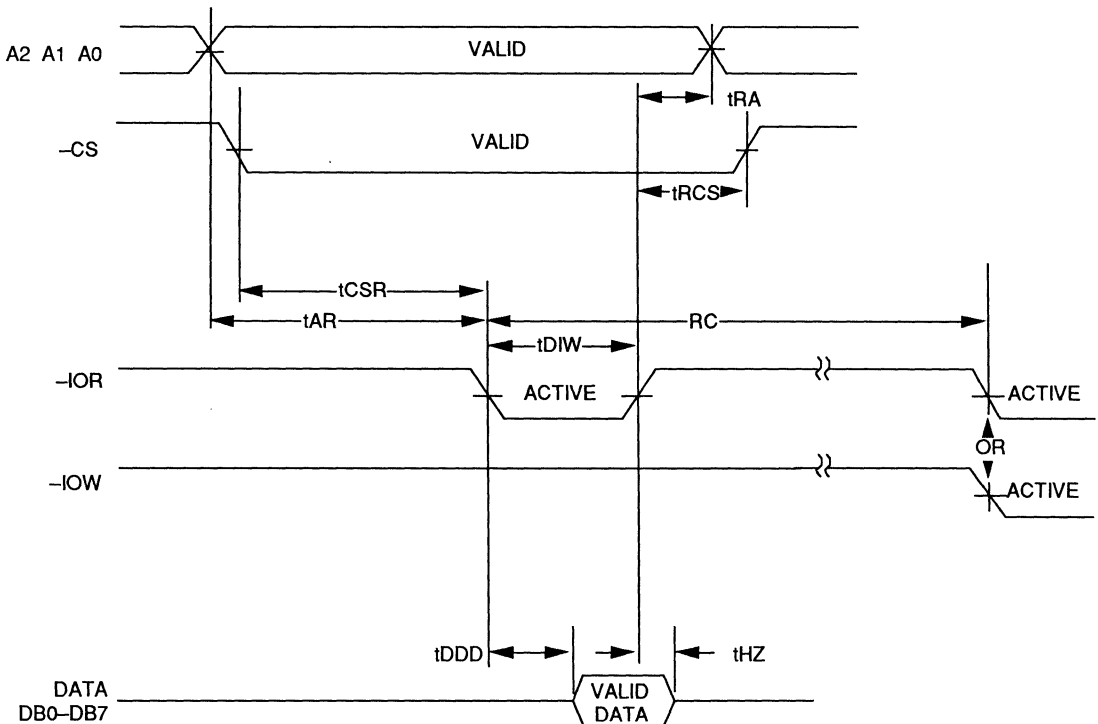 A2 A1 A0
VALID
tRA
–CS
VALID
tRCS
tCSR
tAR
RC
tDIW
–IOR
ACTIVE
ACTIVE
OR
–IOW
ACTIVE
tDDD
tHZ
DATA
DB0–DB7
VALID
DATA